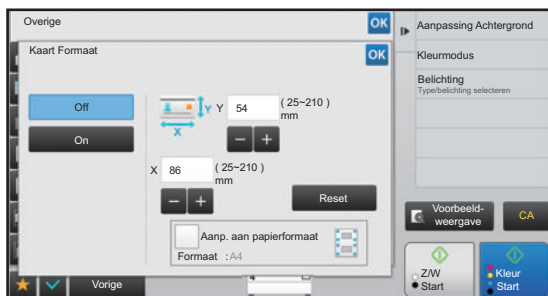 Overige
OK
Kaart Formaat
OK
Off
On
Y
X
Y 54 ( 25~210 )
mm
X 86 ( 25~210 )
mm
Reset
Aanp. aan papierformaat
Formaat : A4
Vorige
Aanpassing Achtergrond
Kleurmodus
Belichting
Type/belichting selecteren
Voorbeeld-
weergave
CA
Z/W
Start
Kleur
Start